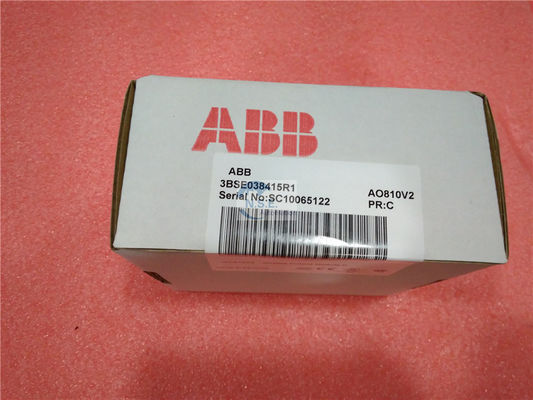 ABB
ABB
3BSE038415R1
Serial No:SC10065122
AO810V2
PR:C
N.S.E.